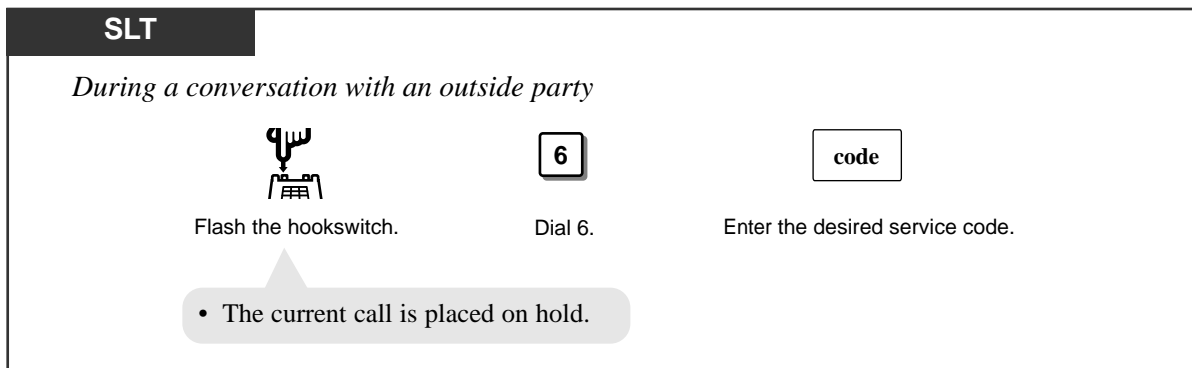 SLT
During a conversation with an outside party
6
code
Flash the hookswitch.
Dial 6.
Enter the desired service code.
• The current call is placed on hold.